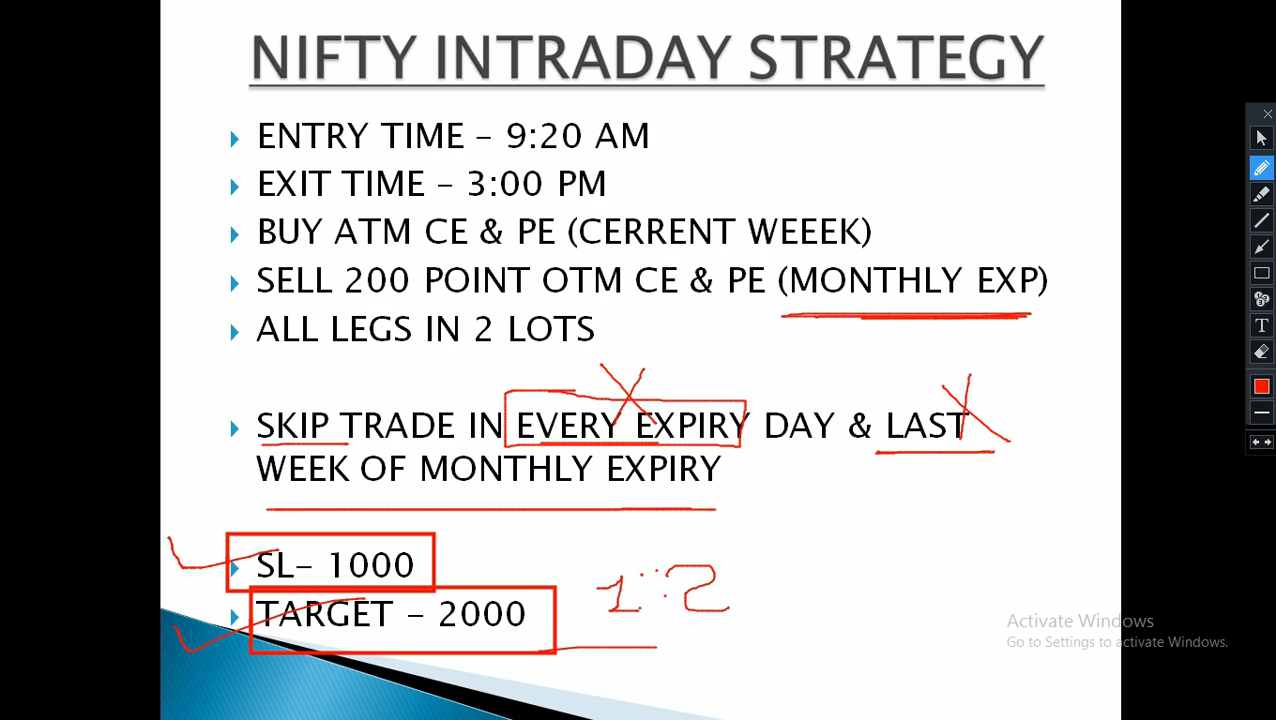 NIFTY INTRADAY STRATEGY
ENTRY TIME – 9:20 AM
EXIT TIME – 3:00 PM
BUY ATM CE & PE (CERRENT WEEEK)
SELL 200 POINT OTM CE & PE (MONTHLY EXP)
ALL LEGS IN 2 LOTS
SKIP TRADE IN EVERY EXPIRY DAY & LAST
WEEK OF MONTHLY EXPIRY
SL- 1000
TARGET – 2000
1:2
Activate Windows
Go to Settings to activate Windows.